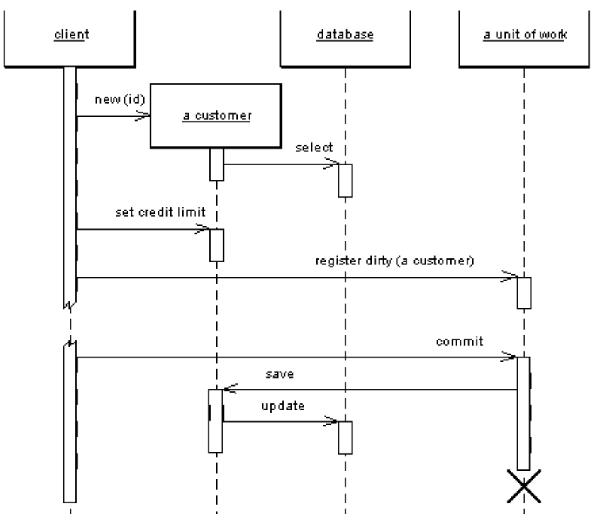 client
database
a unit of work
new (id)
a customer
select
set credit limit
register dirty (a customer)
commit
save
update